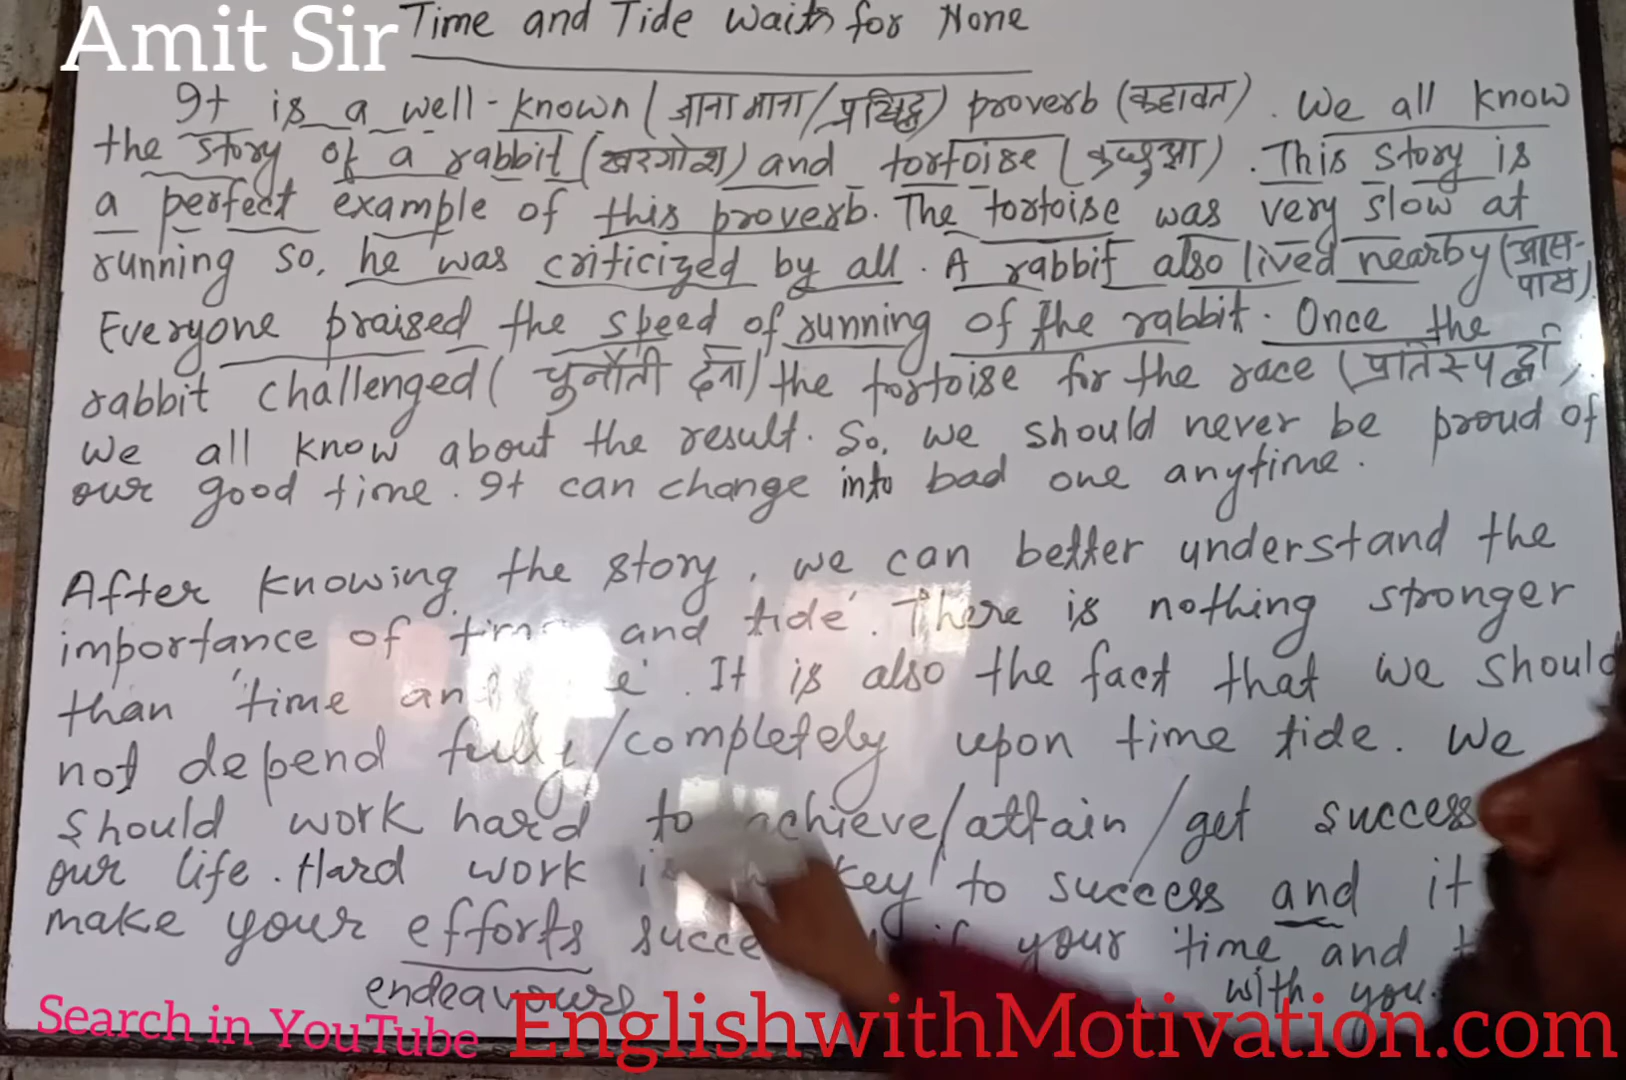 Amit Sir
Time and Tide Waits for None
It is a well-known (जाना माना/प्रसिद्ध) proverb (कहावत). We all know
the story of a rabbit (खरगोश) and tortoise (कछुआ). This story is
a perfect example of this proverb. The tortoise was very slow at
running so, he was criticized by all. A rabbit also lived nearby (आस-
पास)
Everyone praised the speed of running of the rabbit. Once the
rabbit challenged (चुनौती देना) the tortoise for the race (प्रतिस्पर्द्धा).
We all know about the result. So, we should never be proud of
our good time. It can change into bad one anytime.
After knowing the story, we can better understand the
importance of and tide'. There is nothing stronger
than 'time . It is also the fact that we should
not depend fully/completely upon time tide. We
should work hard to achieve/attain/get success
our life. Hard work is key to success and it
make your efforts your time and
endeavours with you.
Search in YouTube EnglishwithMotivation.com